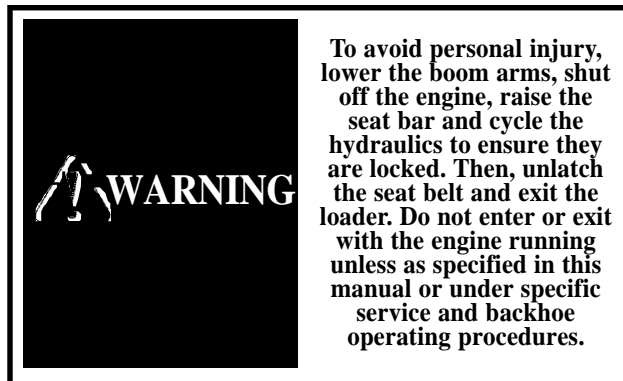 WARNING
To avoid personal injury,
lower the boom arms, shut
off the engine, raise the
seat bar and cycle the
hydraulics to ensure they
are locked. Then, unlatch
the seat belt and exit the
loader. Do not enter or exit
with the engine running
unless as specified in this
manual or under specific
service and backhoe
operating procedures.